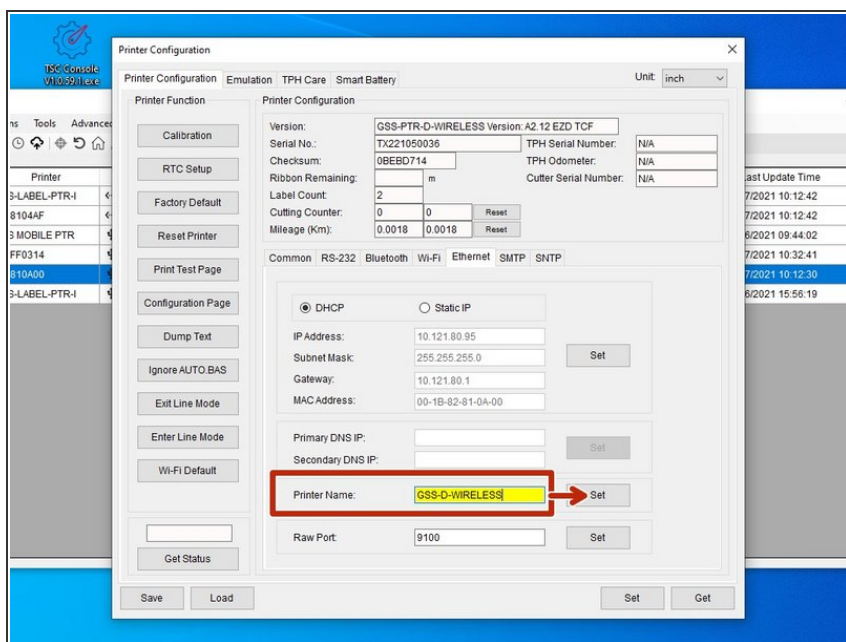 TSC Console
V1.0.59.1.exe
Printer Configuration
Printer Configuration Emulation TPH Care Smart Battery
Unit: inch
Printer Function
Calibration
RTC Setup
Factory Default
Reset Printer
Print Test Page
Configuration Page
Dump Text
Ignore AUTO.BAS
Exit Line Mode
Enter Line Mode
Wi-Fi Default
Get Status
Printer Configuration
Version: GSS-PTR-D-WIRELESS Version: A2.12 EZD TCF
Serial No.: TX221050036 TPH Serial Number: N/A
Checksum: 0BEBD714 TPH Odometer: N/A
Ribbon Remaining: m Cutter Serial Number: N/A
Label Count: 2
Cutting Counter: 0 0 Reset
Mileage (Km): 0.0018 0.0018 Reset
Common RS-232 Bluetooth Wi-Fi Ethernet SMTP SNTP
DHCP Static IP
IP Address: 10.121.80.95
Subnet Mask: 255.255.255.0 Set
Gateway: 10.121.80.1
MAC Address: 00-1B-82-81-0A-00
Primary DNS IP:
Set
Secondary DNS IP:
Printer Name: GSS-D-WIRELESS Set
Raw Port: 9100 Set
Save Load Set Get
ns Tools Advanc
Printer
S-LABEL-PTR-I
8104AF
S MOBILE PTR
FF0314
810A00
S-LABEL-PTR-I
Last Update Time
7/2021 10:12:42
7/2021 10:12:42
6/2021 09:44:02
7/2021 10:32:41
7/2021 10:12:30
6/2021 15:56:19